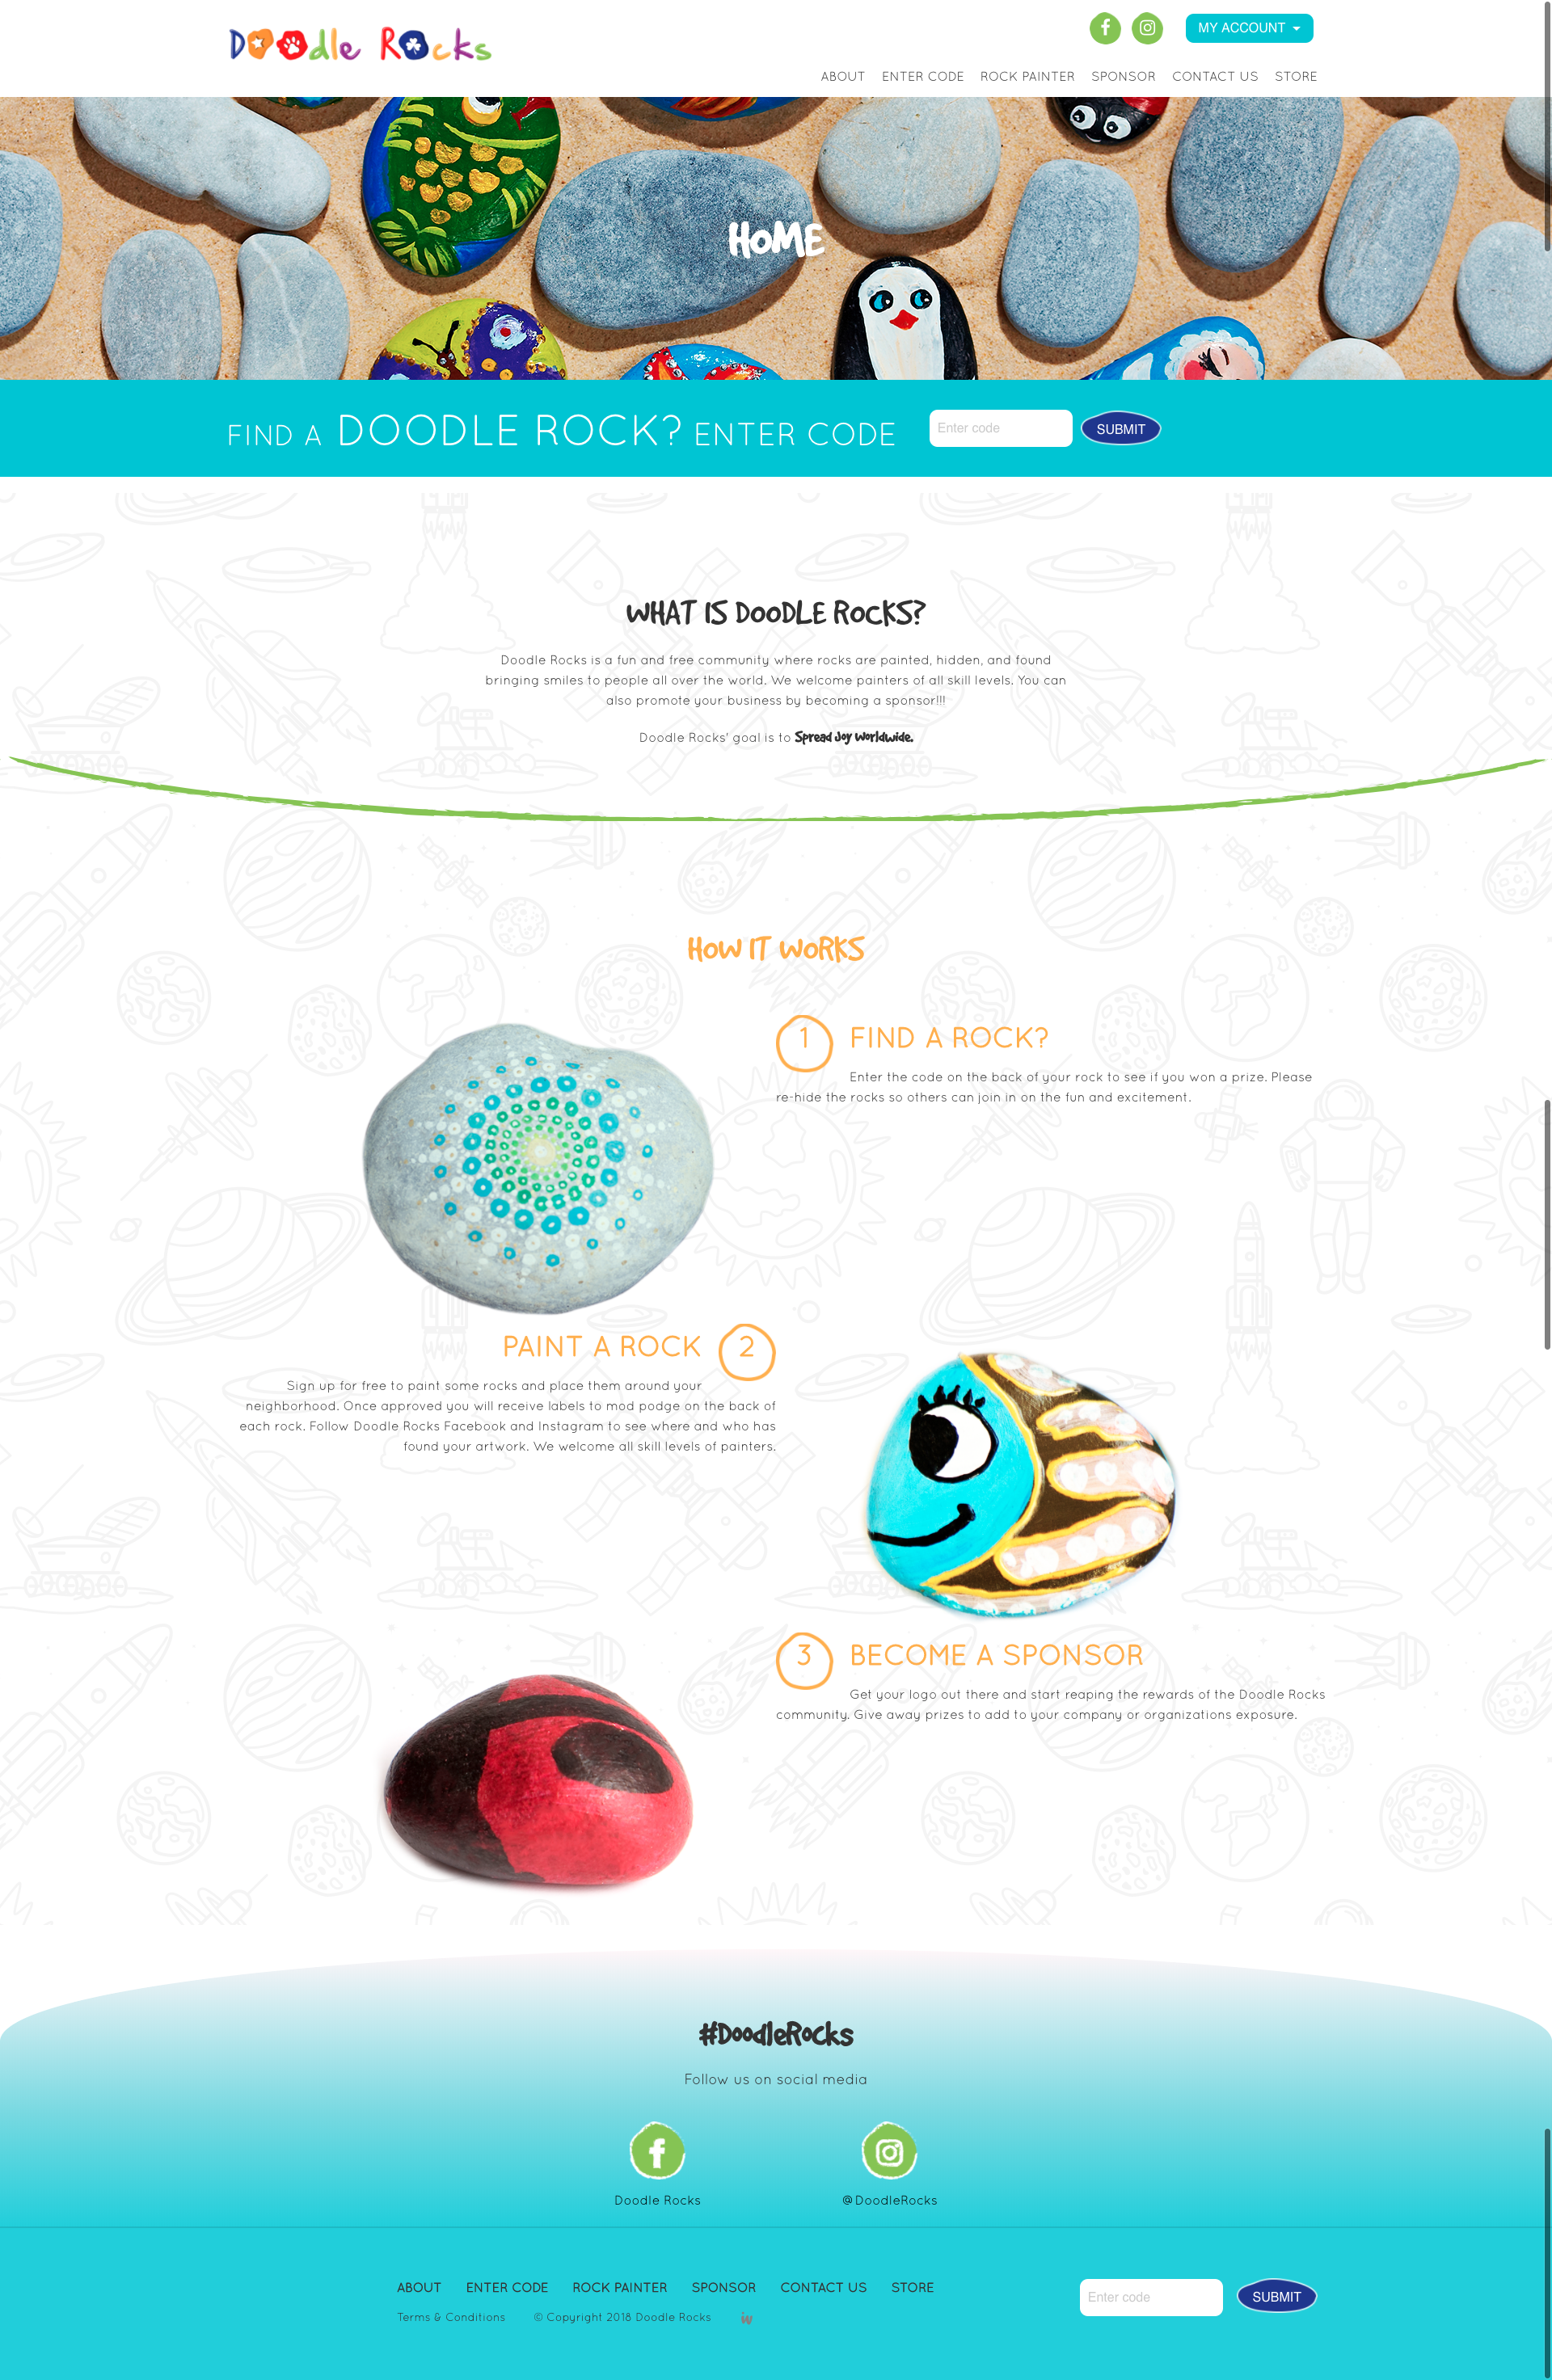 Doodle Rocks
MY ACCOUNT
ABOUT ENTER CODE ROCK PAINTER SPONSOR CONTACT US STORE
HOME
FIND A DOODLE ROCK? ENTER CODE
Enter code
SUBMIT
WHAT IS DOODLE ROCKS?
Doodle Rocks is a fun and free community where rocks are painted, hidden, and found
bringing smiles to people all over the world. We welcome painters of all skill levels. You can
also promote your business by becoming a sponsor!!!
Doodle Rocks' goal is to Spread Joy Worldwide.
HOW IT WORKS
1 FIND A ROCK?
Enter the code on the back of your rock to see if you won a prize. Please
re-hide the rocks so others can join in on the fun and excitement.
PAINT A ROCK 2
Sign up for free to paint some rocks and place them around your
neighborhood. Once approved you will receive labels to mod podge on the back of
each rock. Follow Doodle Rocks Facebook and Instagram to see where and who has
found your artwork. We welcome all skill levels of painters.
3 BECOME A SPONSOR
Get your logo out there and start reaping the rewards of the Doodle Rocks
community. Give away prizes to add to your company or organizations exposure.
#DoodleRocks
Follow us on social media
Doodle Rocks
@DoodleRocks
ABOUT ENTER CODE ROCK PAINTER SPONSOR CONTACT US STORE
Terms & Conditions © Copyright 2018 Doodle Rocks
Enter code
SUBMIT